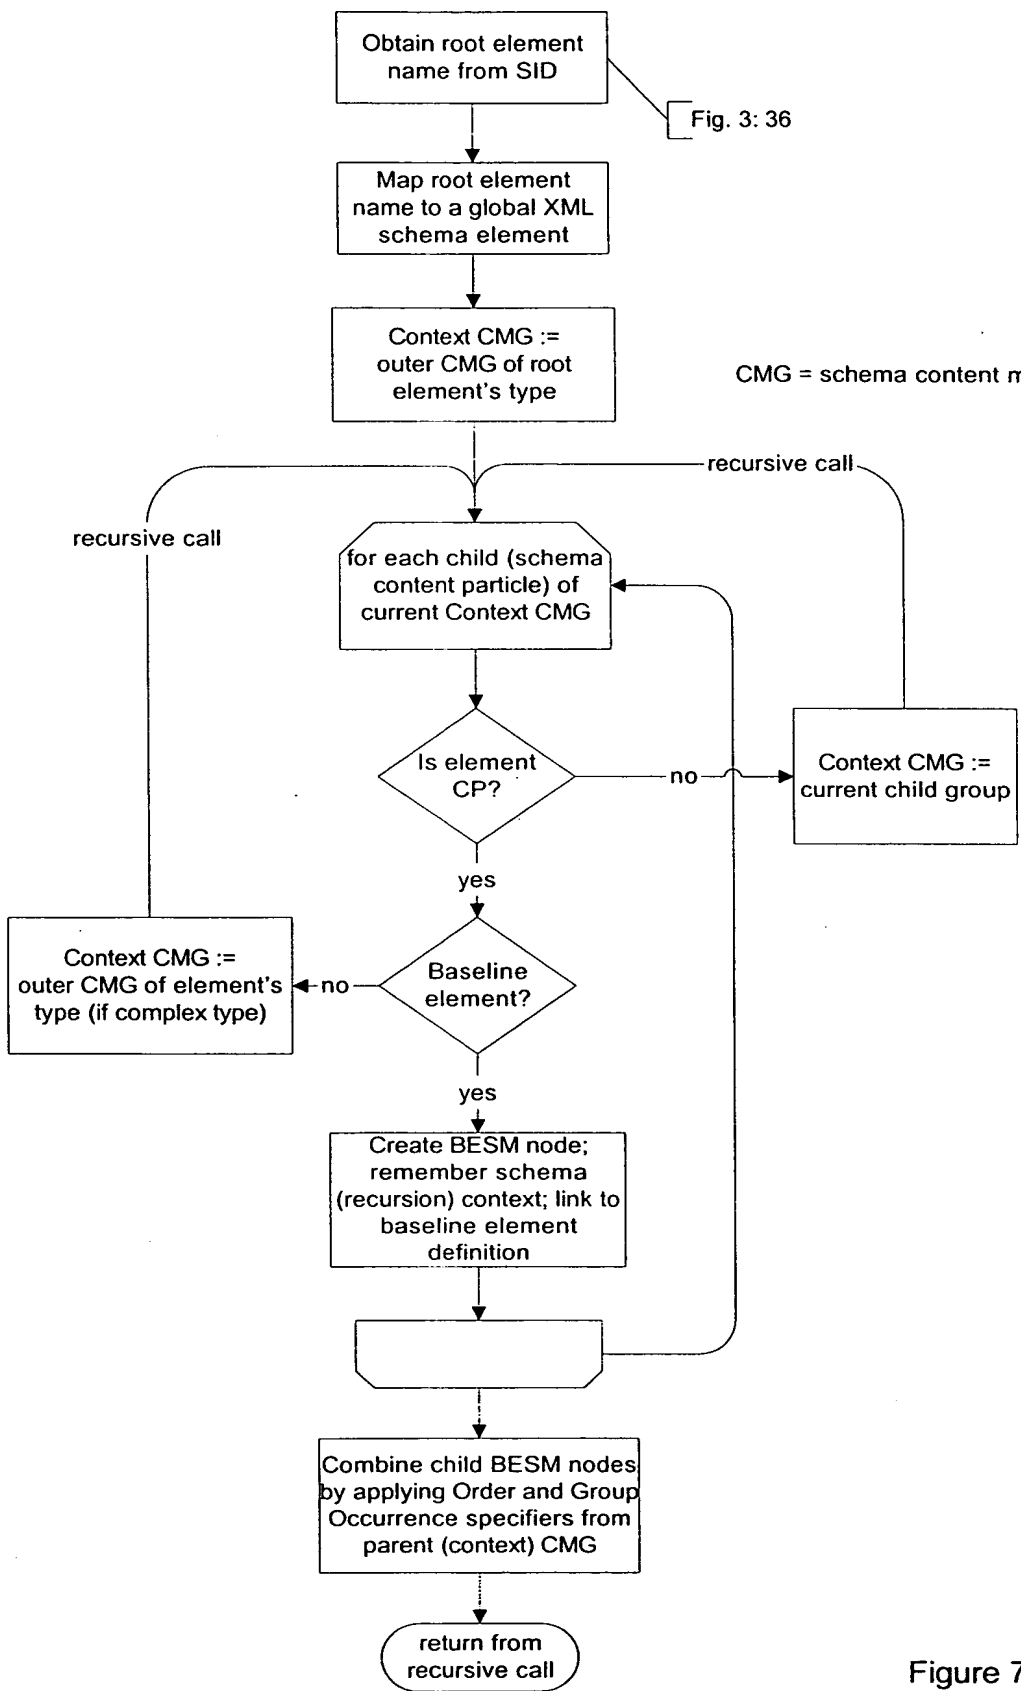 Obtain root element
name from SID
Fig. 3: 36
Map root element
name to a global XML
schema element
Context CMG :=
outer CMG of root
element's type
CMG = schema content
recursive call
recursive call
for each child (schema
content particle) of
current Context CMG
Is element
CP?
no
Context CMG :=
current child group
yes
Context CMG :=
outer CMG of element's
type (if complex type)
no
Baseline
element?
yes
Create BESM node;
remember schema
(recursion) context; link to
baseline element
definition
Combine child BESM nodes
by applying Order and Group
Occurrence specifiers from
parent (context) CMG
return from
recursive call
Figure 7